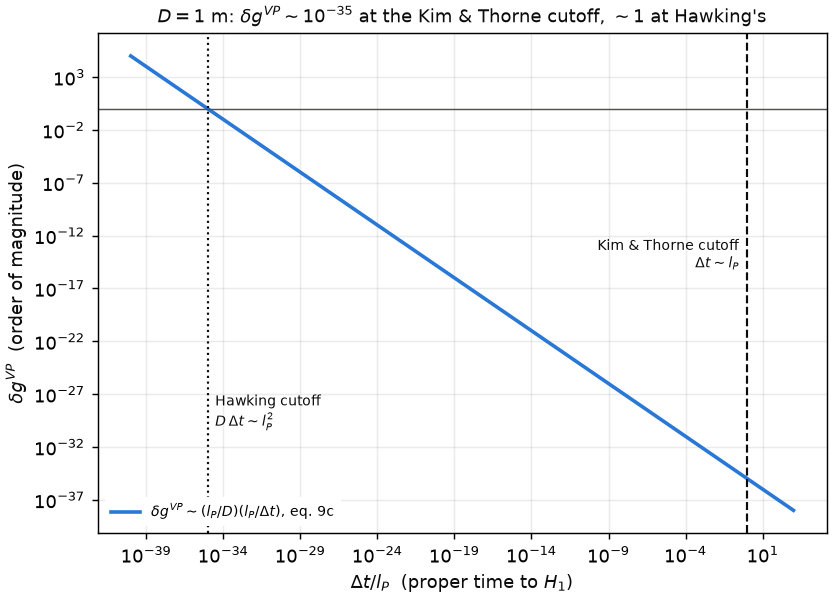 D = 1 m: δg^{VP} ~ 10^{−35} at the Kim & Thorne cutoff, ~ 1 at Hawking's
δg^{VP} (order of magnitude)
10^{3}
10^{−2}
10^{−7}
10^{−12}
10^{−17}
10^{−22}
10^{−27}
10^{−32}
10^{−37}
Kim & Thorne cutoff
Δt ~ l_P
Hawking cutoff
D Δt ~ l_P^2
δg^{VP} ~ (l_P/D)(l_P/Δt), eq. 9c
10^{−39}
10^{−34}
10^{−29}
10^{−24}
10^{−19}
10^{−14}
10^{−9}
10^{−4}
10^{1}
Δt/l_P (proper time to H_1)